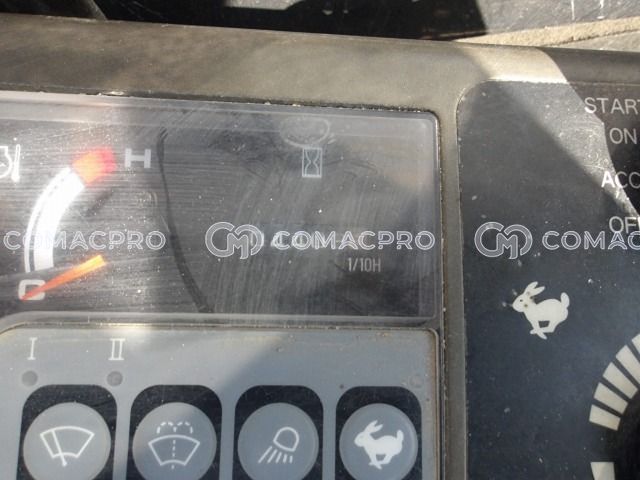 START
ON
ACC
OFF
H
COMACPRO COMACPRO COMACPRO
1/10H
C
I II